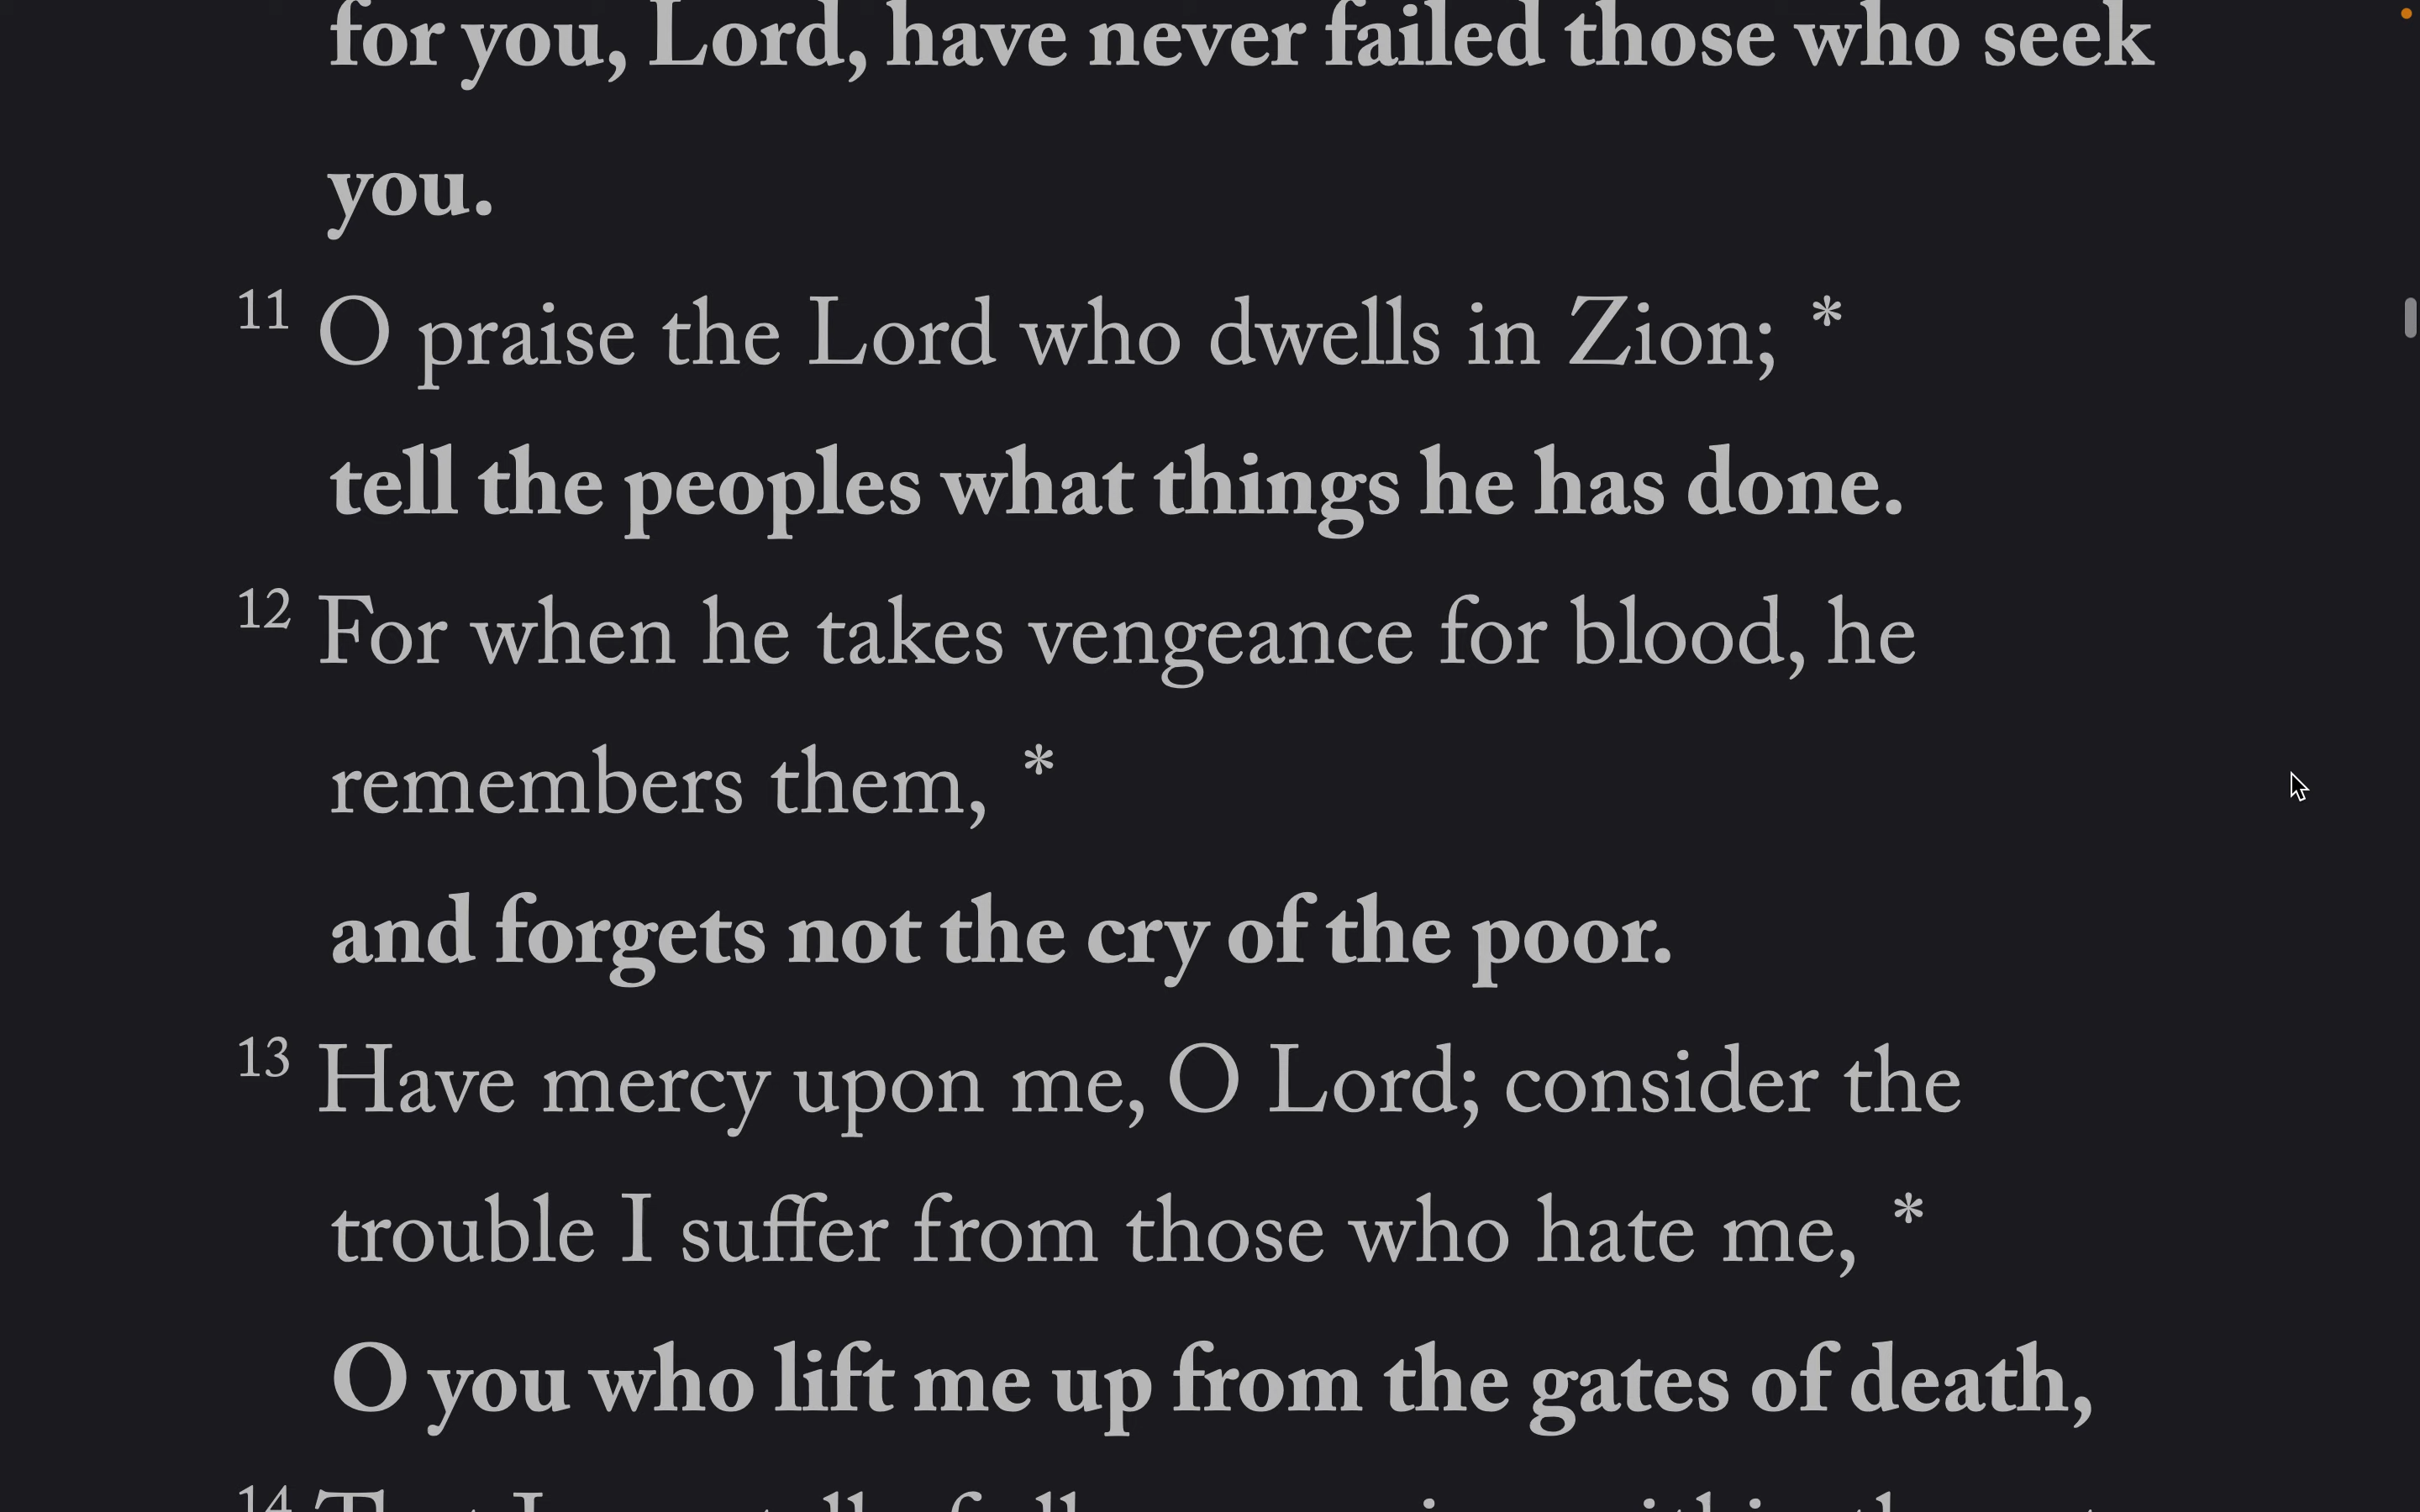 for you, Lord, have never failed those who seek
you.
11 O praise the Lord who dwells in Zion; *
tell the peoples what things he has done.
12 For when he takes vengeance for blood, he
remembers them, *
and forgets not the cry of the poor.
13 Have mercy upon me, O Lord; consider the
trouble I suffer from those who hate me, *
O you who lift me up from the gates of death,
14